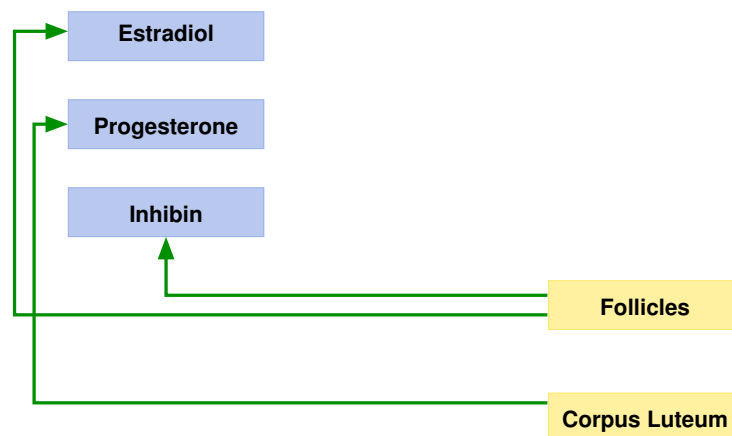 Estradiol
Progesterone
Inhibin
Follicles
Corpus Luteum